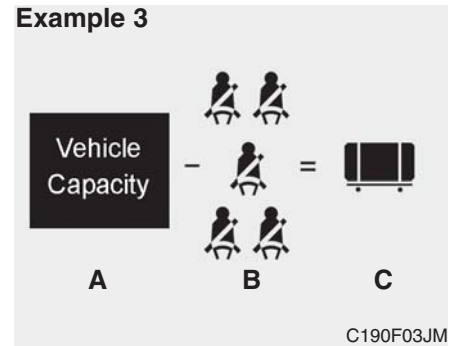 Example 3
Vehicle
Capacity
- =
A B C
C190F03JM